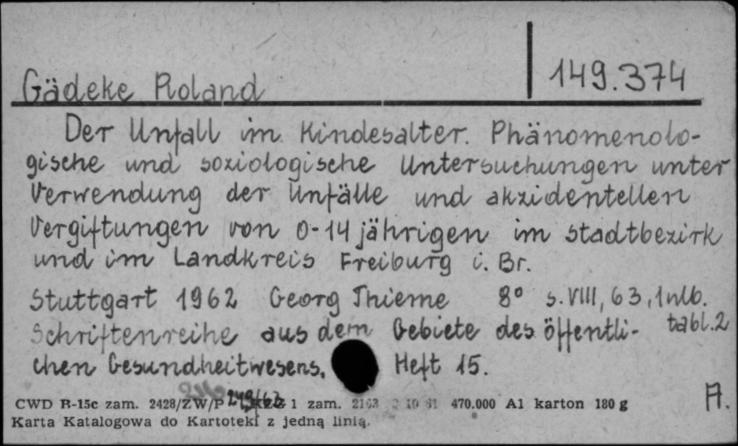 149.374
Gädeke Roland
Der Unfall im Kindesalter. Phänomenolo-
gische und soziologische Untersuchungen unter
Verwendung der Unfälle und akzidentellen
Vergiftungen von 0-14 jährigen im Stadtbezirk
und im Landkreis Freiburg i. Br.
Stuttgart 1962 Georg Thieme 8° s. VIII, 63, 1 nlb.
tabl. 2
Schriftenreihe aus dem Gebiete des öffentli-
chen Gesundheitwesens. Heft 15.
A.
CWD R-15c zam. 2428/ZW/P 1 zam. 470.000 A1 karton 180 g
Karta Katalogowa do Kartoteki z jedną linią.